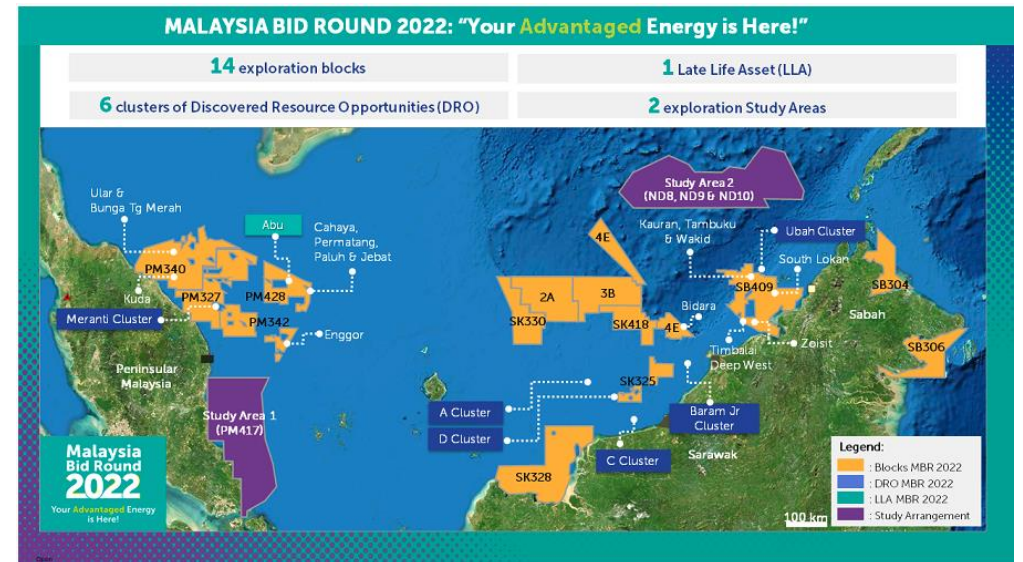 MALAYSIA BID ROUND 2022: “Your Advantaged Energy is Here!”
14 exploration blocks
1 Late Life Asset (LLA)
6 clusters of Discovered Resource Opportunities (DRO)
2 exploration Study Areas
Study Area 2
(ND8, ND9 & ND10)
Ular &
Bunga Tg Merah
Abu
Cahaya,
Permatang,
Paluh & Jebat
Kauran, Tambuku
& Wakid
Ubah Cluster
4E
South Lokan
PM340
PM327
PM428
Kuda
Meranti Cluster
PM342
Enggor
2A
3B
SK330
SK418
4E
Bidara
SB409
SB304
Sabah
Timbalai
Deep West
Zoisit
SB306
Peninsular
Malaysia
Study Area 1
(PM417)
SK325
A Cluster
D Cluster
Baram Jr
Cluster
C Cluster
Sarawak
SK328
Malaysia
Bid Round
2022
Your Advantaged Energy
is Here!
Legend:
: Blocks MBR 2022
: DRO MBR 2022
: LLA MBR 2022
: Study Arrangement
100 km
Open